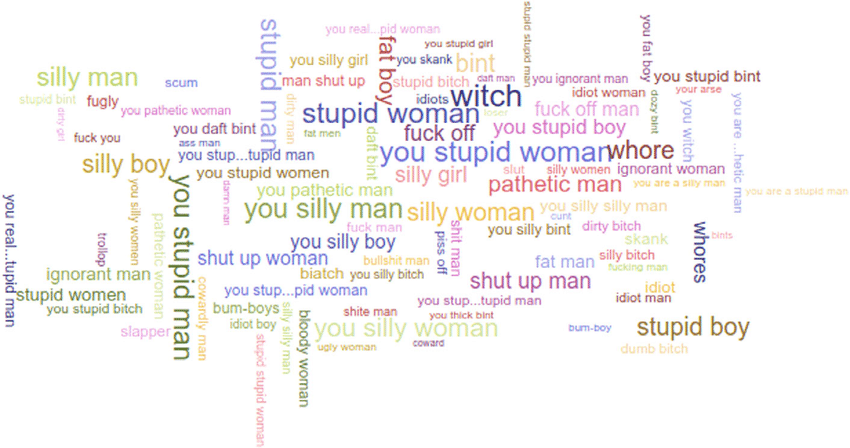 you real...pid woman
stupid stupid man
stupid man
fat boy
you stupid girl
you fat boy
you silly girl
you skank
bint
silly man
scum
man shut up
stupid bitch
daft man
you ignorant man
you stupid bint
idiot woman
your arse
stupid bint
fugly
dirty man
idiots
witch
dozy bint
you are ...hetic man
you pathetic woman
stupid woman
loser
fuck off man
you witch
dirty girl
fuck you
you daft bint
fat men
daft bint
fuck off
you stupid boy
ass man
silly boy
you stup...tupid man
you stupid woman
whore
you stupid women
silly girl
slut
silly women
ignorant woman
you stupid man
you silly women
damn man
you pathetic man
pathetic man
you are a silly man
you are a stupid man
you real...tupid man
pathetic woman
you silly man
silly woman
you silly silly man
cunt
trollop
fuck man
piss off
shit man
you silly bint
dirty bitch
whores
bints
you silly boy
skank
shut up woman
bullshit man
fat man
silly bitch
fucking man
ignorant man
biatch
you silly bitch
shut up man
idiot
stupid women
cowardly man
you stup...pid woman
idiot man
you stupid bitch
bum-boys
silly silly man
bloody woman
shite man
you stup...tupid man
slapper
idiot boy
you silly woman
you thick bint
bum-boy
stupid boy
stupid stupid woman
ugly woman
coward
dumb bitch